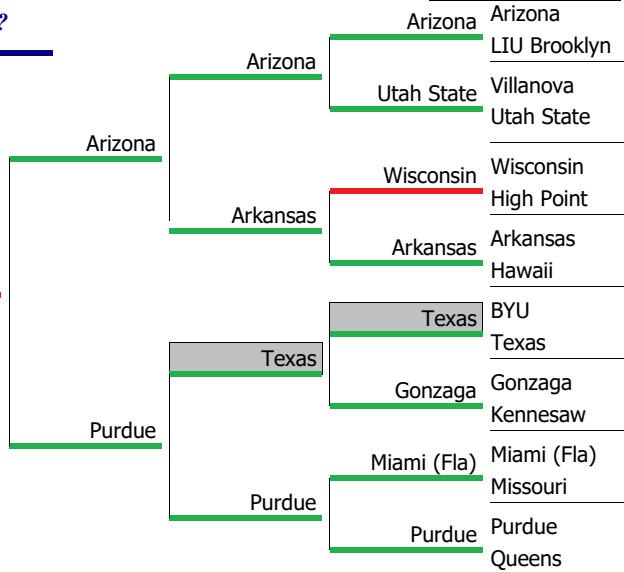 ?
Arizona
Arizona
LIU Brooklyn
Arizona
Utah State
Villanova
Utah State
Arizona
Wisconsin
Wisconsin
High Point
Arkansas
Arkansas
Arkansas
Hawaii
Texas
BYU
Texas
Texas
Gonzaga
Gonzaga
Kennesaw
Purdue
Miami (Fla)
Miami (Fla)
Missouri
Purdue
Purdue
Purdue
Queens